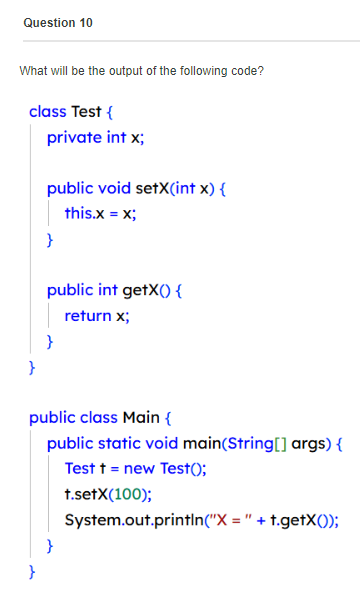 Question 10
What will be the output of the following code?
class Test {
private int x;
public void setX(int x) {
this.x = x;
}
public int getX() {
return x;
}
}
public class Main {
public static void main(String[] args) {
Test t = new Test();
t.setX(100);
System.out.println("X = " + t.getX());
}
}